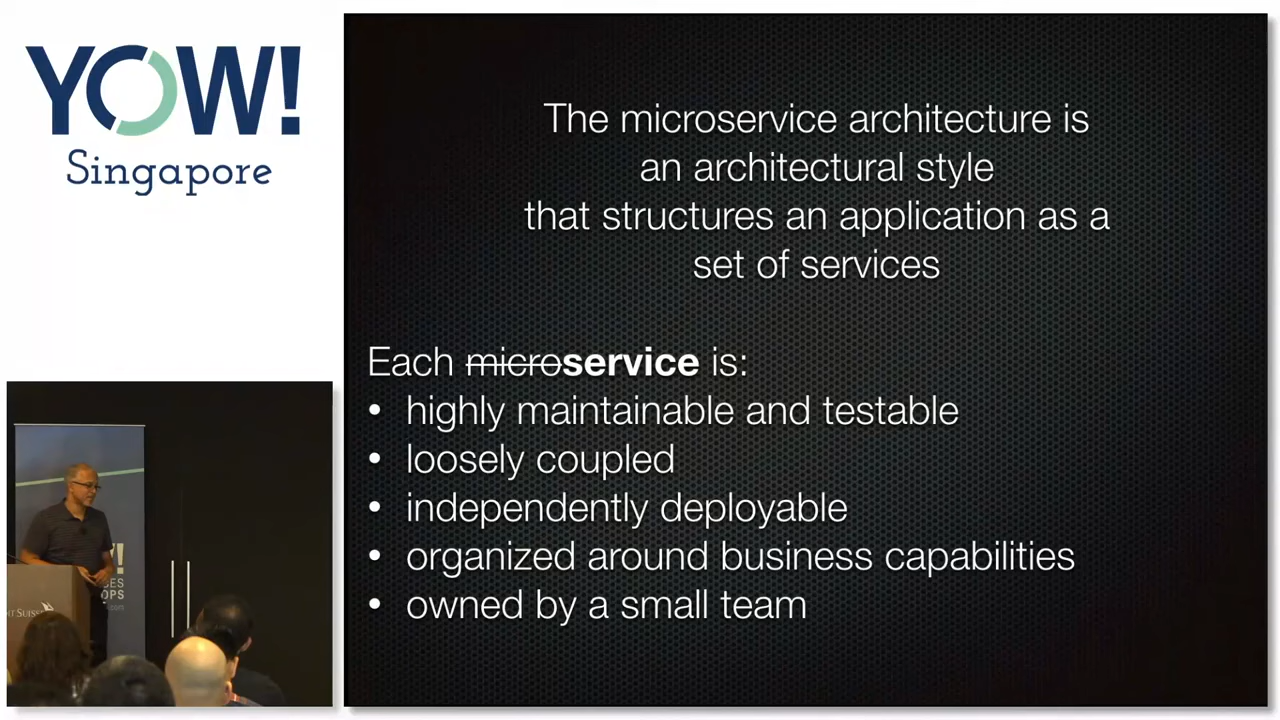 YOW!
Singapore
The microservice architecture is
an architectural style
that structures an application as a
set of services
Each microservice is:
• highly maintainable and testable
• loosely coupled
• independently deployable
• organized around business capabilities
• owned by a small team